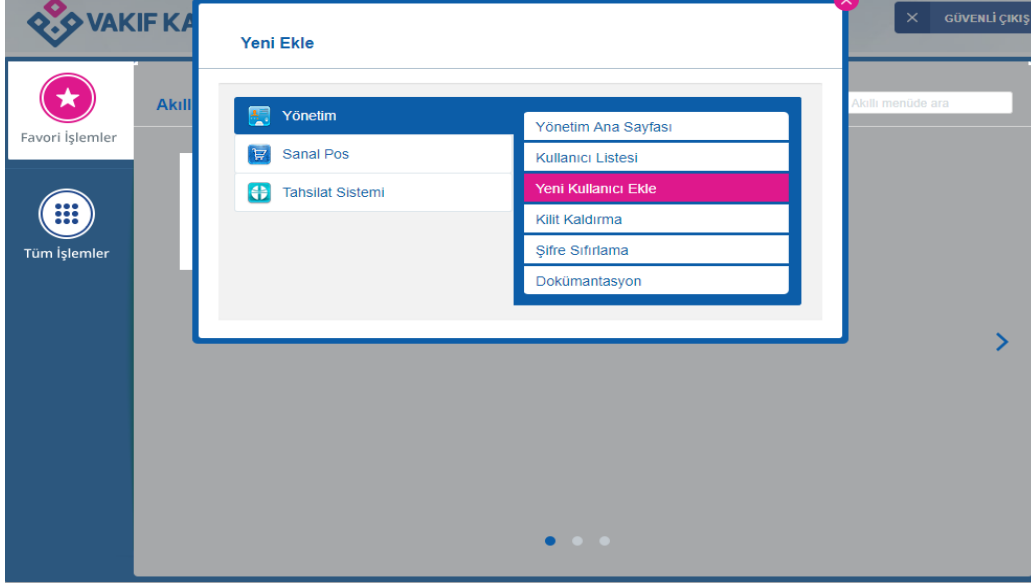 VAKIF KA
GÜVENLİ ÇIKIŞ
Yeni Ekle
Favori İşlemler
Tüm İşlemler
Akıll
Akıllı menüde ara
Yönetim
Sanal Pos
Tahsilat Sistemi
Yönetim Ana Sayfası
Kullanıcı Listesi
Yeni Kullanıcı Ekle
Kilit Kaldırma
Şifre Sıfırlama
Dokümantasyon